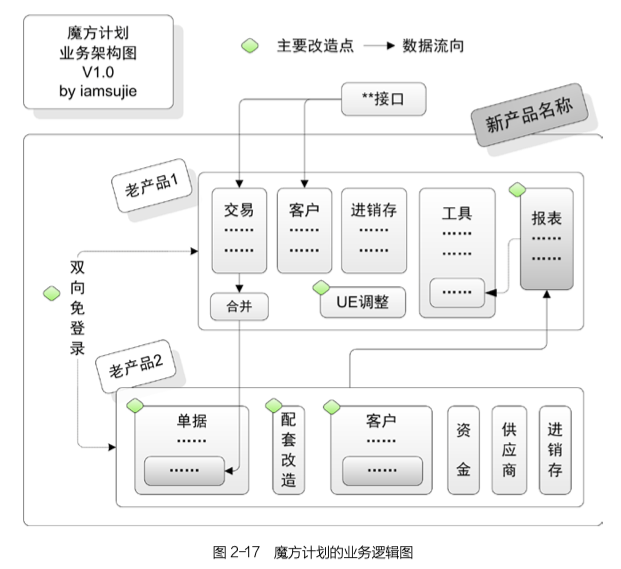 魔方计划
业务架构图
V1.0
by iamsujie
主要改造点
数据流向
**接口
新产品名称
老产品1
交易
......
......
客户
......
......
进销存
......
......
工具
......
......
......
报表
......
......
合并
UE调整
双向免登录
老产品2
单据
......
......
配套改造
客户
......
......
资金
供应商
进销存
图 2-17 魔方计划的业务逻辑图